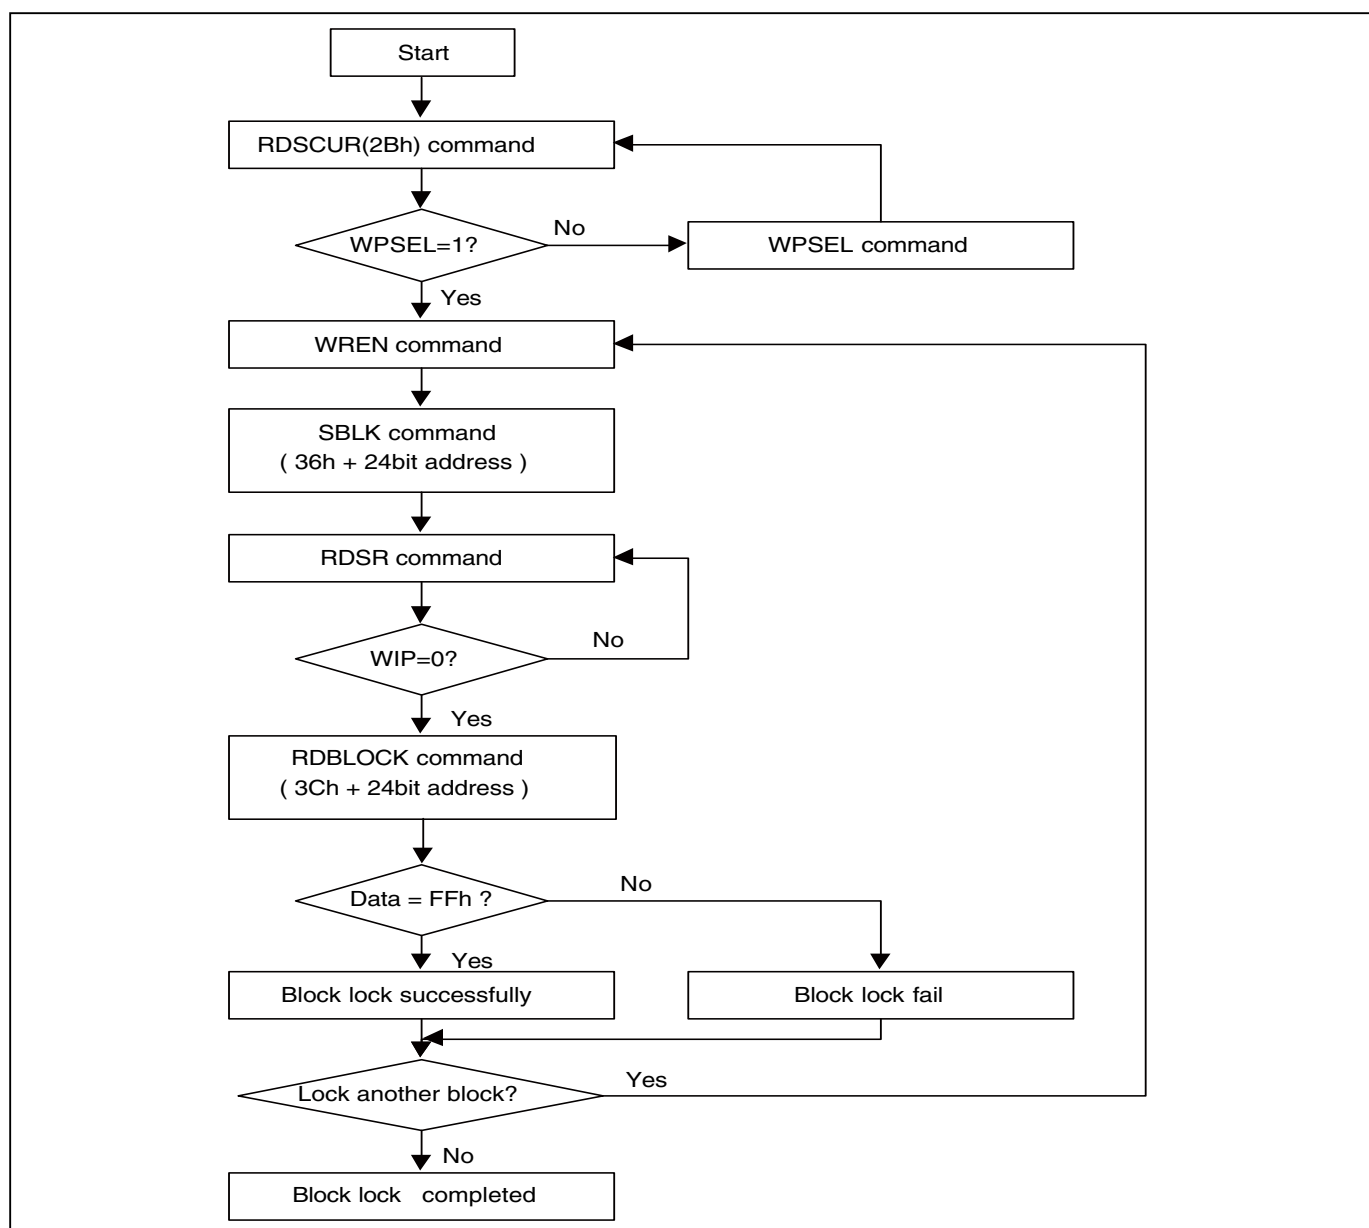 Start
RDSCUR(2Bh) command
WPSEL=1?
No
WPSEL command
Yes
WREN command
SBLK command
( 36h + 24bit address )
RDSR command
WIP=0?
No
Yes
RDBLOCK command
( 3Ch + 24bit address )
Data = FFh ?
No
Yes
Block lock successfully
Block lock fail
Lock another block?
Yes
No
Block lock completed